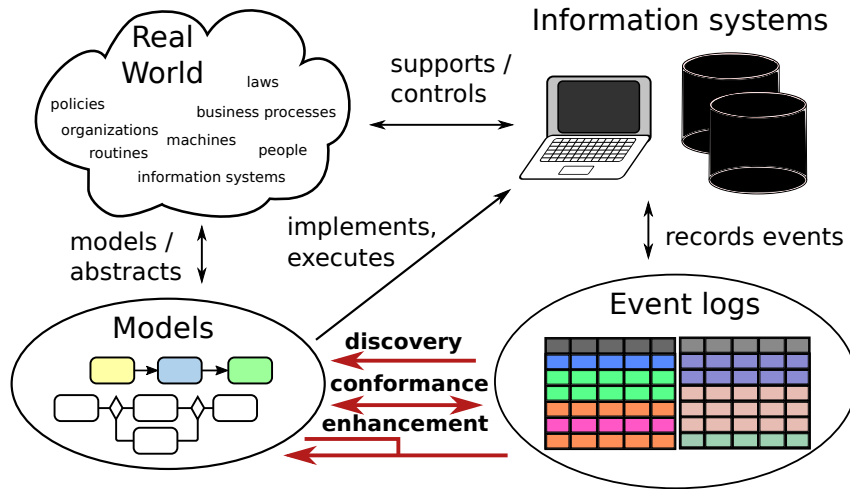 Real
World
laws
policies
business processes
organizations
machines
routines
people
information systems
supports /
controls
Information systems
models /
abstracts
implements,
executes
records events
Models
Event logs
discovery
conformance
enhancement